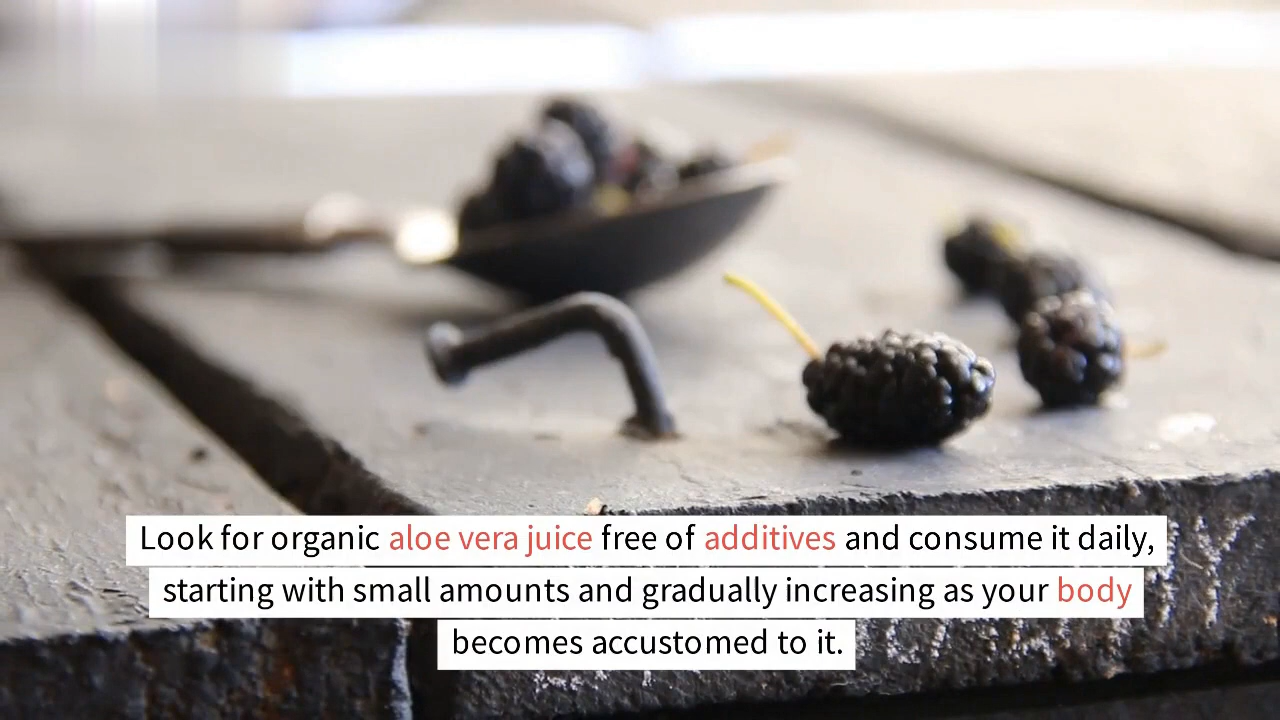 Look for organic aloe vera juice free of additives and consume it daily,
starting with small amounts and gradually increasing as your body
becomes accustomed to it.